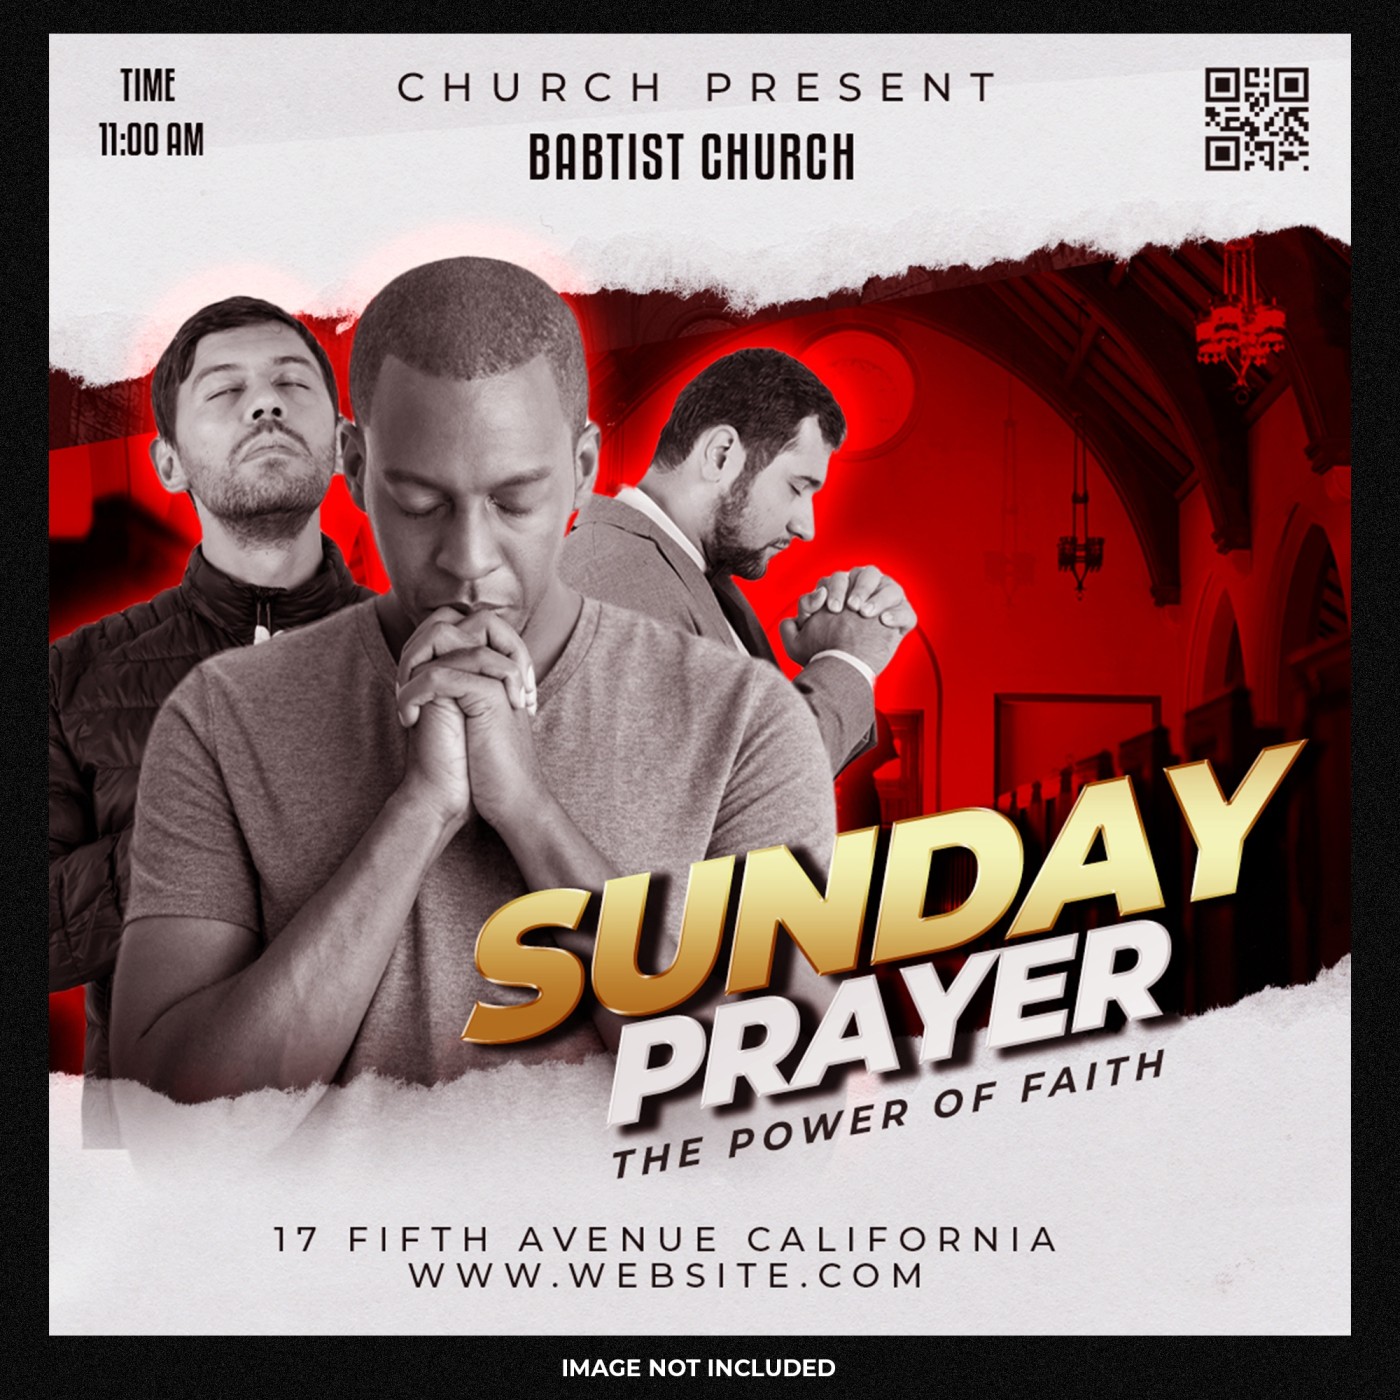 TIME
11:00 AM
CHURCH PRESENT
BABTIST CHURCH
SUNDAY
PRAYER
THE POWER OF FAITH
17 FIFTH AVENUE CALIFORNIA
WWW.WEBSITE.COM
IMAGE NOT INCLUDED